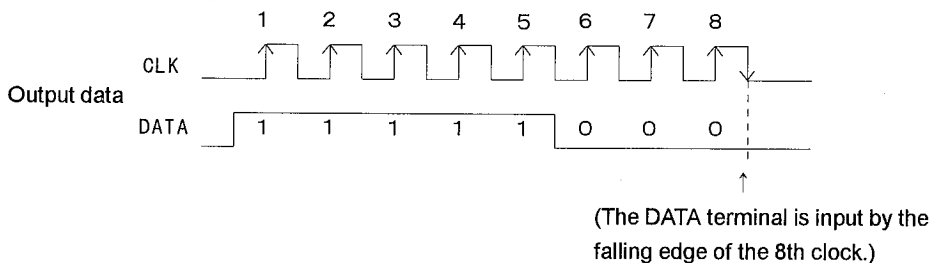 1 2 3 4 5 6 7 8
CLK
Output data
DATA 1 1 1 1 1 0 0 0
(The DATA terminal is input by the
falling edge of the 8th clock.)